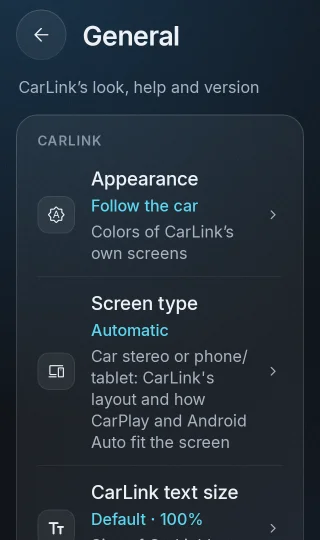 General
CarLink’s look, help and version
CARLINK
Appearance
Follow the car
Colors of CarLink’s
own screens
Screen type
Automatic
Car stereo or phone/
tablet: CarLink's
layout and how
CarPlay and Android
Auto fit the screen
CarLink text size
Default · 100%